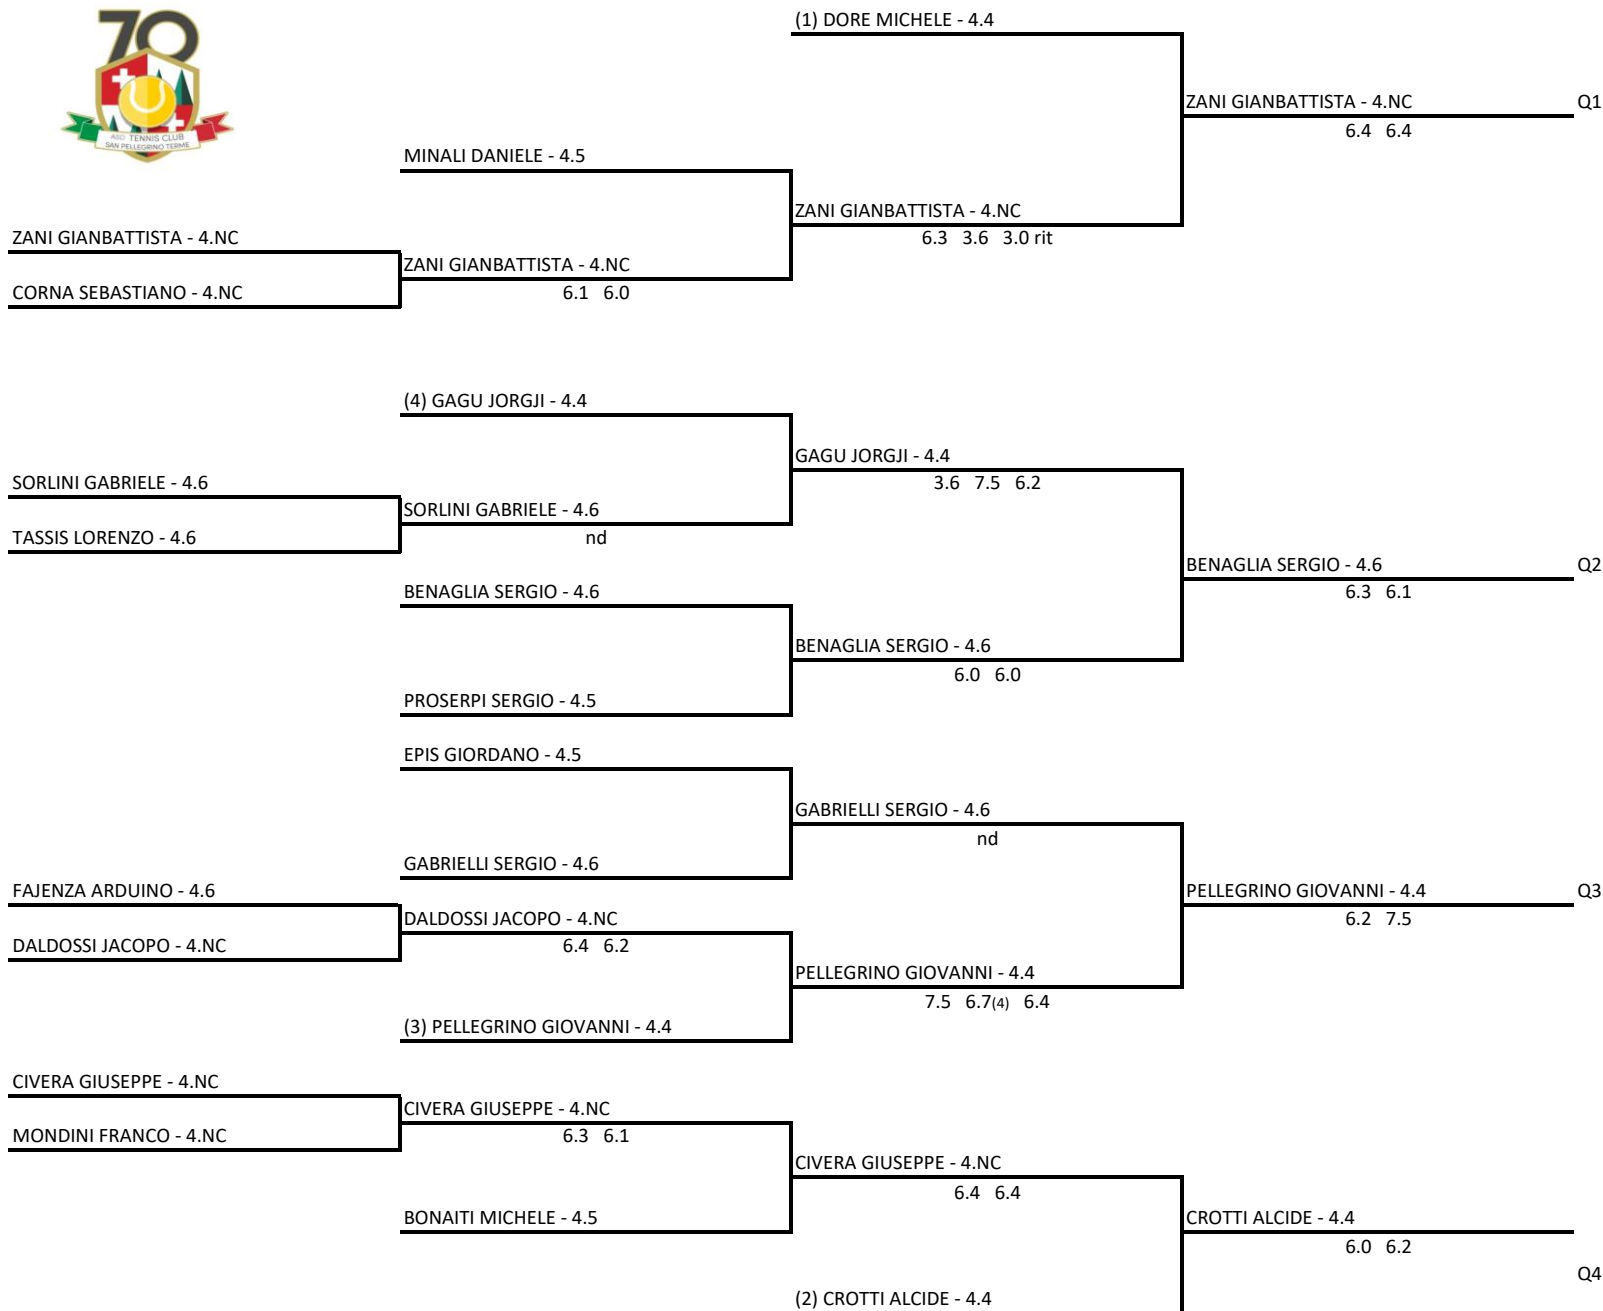 70
ASD TENNIS CLUB
SAN PELLEGRINO TERME
(1) DORE MICHELE - 4.4
ZANI GIANBATTISTA - 4.NC Q1
6.4 6.4
MINALI DANIELE - 4.5
ZANI GIANBATTISTA - 4.NC
6.3 3.6 3.0 rit
ZANI GIANBATTISTA - 4.NC
ZANI GIANBATTISTA - 4.NC
6.1 6.0
CORNA SEBASTIANO - 4.NC
(4) GAGU JORGJI - 4.4
GAGU JORGJI - 4.4
3.6 7.5 6.2
SORLINI GABRIELE - 4.6
SORLINI GABRIELE - 4.6
nd
TASSIS LORENZO - 4.6
BENAGLIA SERGIO - 4.6 Q2
6.3 6.1
BENAGLIA SERGIO - 4.6
BENAGLIA SERGIO - 4.6
6.0 6.0
PROSERPI SERGIO - 4.5
EPIS GIORDANO - 4.5
GABRIELLI SERGIO - 4.6
nd
GABRIELLI SERGIO - 4.6
FAJENZA ARDUINO - 4.6
PELLEGRINO GIOVANNI - 4.4 Q3
6.2 7.5
DALDOSSI JACOPO - 4.NC
6.4 6.2
DALDOSSI JACOPO - 4.NC
PELLEGRINO GIOVANNI - 4.4
7.5 6.7(4) 6.4
(3) PELLEGRINO GIOVANNI - 4.4
CIVERA GIUSEPPE - 4.NC
CIVERA GIUSEPPE - 4.NC
6.3 6.1
MONDINI FRANCO - 4.NC
CIVERA GIUSEPPE - 4.NC
6.4 6.4
BONAITI MICHELE - 4.5
CROTTI ALCIDE - 4.4
6.0 6.2
Q4
(2) CROTTI ALCIDE - 4.4